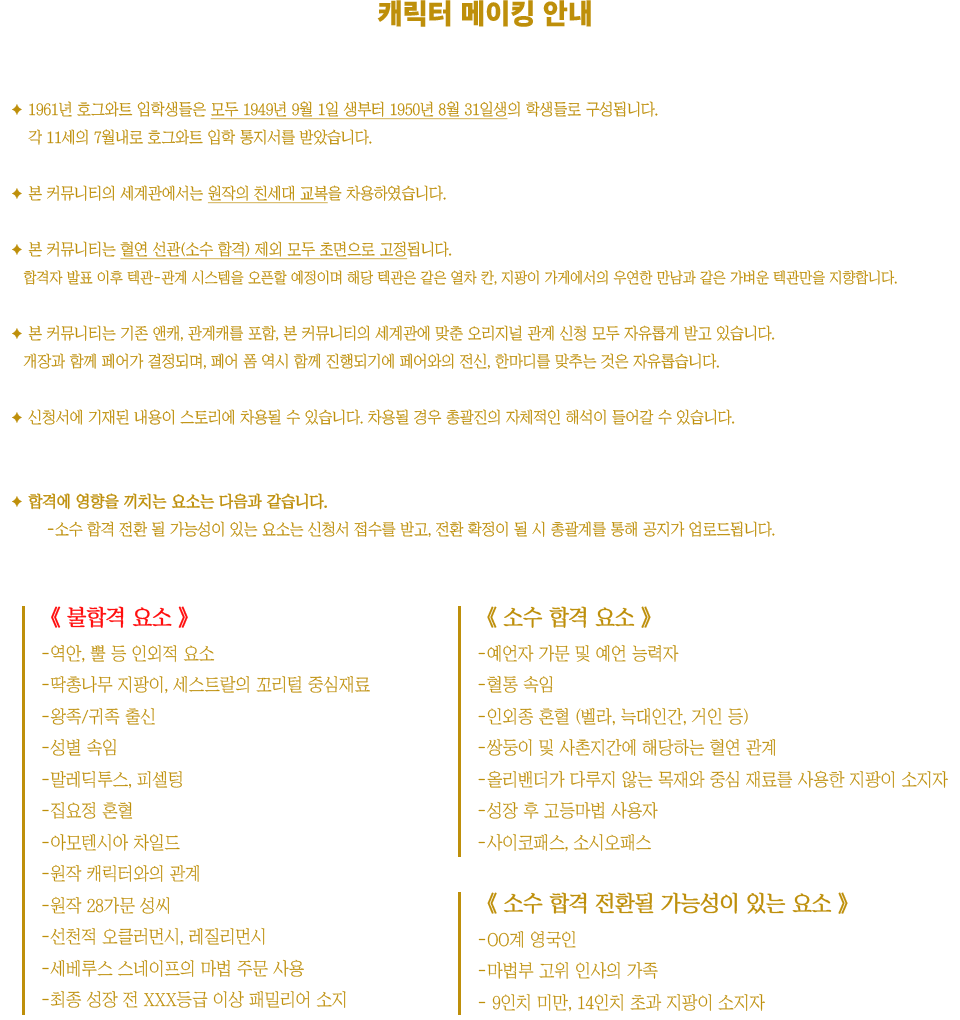 캐릭터 메이킹 안내
✦ 1961년 호그와트 입학생들은 모두 1949년 9월 1일 생부터 1950년 8월 31일생의 학생들로 구성됩니다.
각 11세의 7월내로 호그와트 입학 통지서를 받았습니다.
✦ 본 커뮤니티의 세계관에서는 원작의 친세대 교복을 차용하였습니다.
✦ 본 커뮤니티는 혈연 선관(소수 합격) 제외 모두 초면으로 고정됩니다.
합격자 발표 이후 텍관-관계 시스템을 오픈할 예정이며 해당 텍관은 같은 열차 칸, 지팡이 가게에서의 우연한 만남과 같은 가벼운 텍관만을 지향합니다.
✦ 본 커뮤니티는 기존 앤캐, 관계캐를 포함, 본 커뮤니티의 세계관에 맞춘 오리지널 관계 신청 모두 자유롭게 받고 있습니다.
개장과 함께 페어가 결정되며, 페어 폼 역시 함께 진행되기에 페어와의 전신, 한마디를 맞추는 것은 자유롭습니다.
✦ 신청서에 기재된 내용이 스토리에 차용될 수 있습니다. 차용될 경우 총괄진의 자체적인 해석이 들어갈 수 있습니다.
✦ 합격에 영향을 끼치는 요소는 다음과 같습니다.
-소수 합격 전환 될 가능성이 있는 요소는 신청서 접수를 받고, 전환 확정이 될 시 총괄계를 통해 공지가 업로드됩니다.
《 불합격 요소 》
-역안, 뿔 등 인외적 요소
-딱총나무 지팡이, 세스트랄의 꼬리털 중심재료
-왕족/귀족 출신
-성별 속임
-말레딕투스, 피셀텅
-집요정 혼혈
-아모텐시아 차일드
-원작 캐릭터와의 관계
-원작 28가문 성씨
-선천적 오클러먼시, 레질리먼시
-세베루스 스네이프의 마법 주문 사용
-최종 성장 전 XXX등급 이상 패밀리어 소지
《 소수 합격 요소 》
-예언자 가문 및 예언 능력자
-혈통 속임
-인외종 혼혈 (벨라, 늑대인간, 거인 등)
-쌍둥이 및 사촌지간에 해당하는 혈연 관계
-올리밴더가 다루지 않는 목재와 중심 재료를 사용한 지팡이 소지자
-성장 후 고등마법 사용자
-사이코패스, 소시오패스
《 소수 합격 전환될 가능성이 있는 요소 》
-OO계 영국인
-마법부 고위 인사의 가족
- 9인치 미만, 14인치 초과 지팡이 소지자